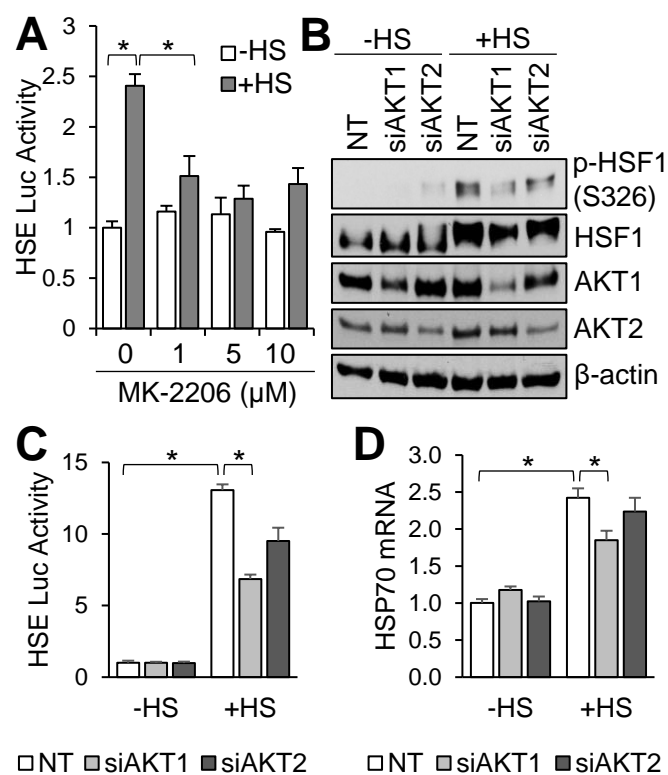 A
* *
-HS
+HS
HSE Luc Activity
3
2.5
2
1.5
1
0.5
0
0 1 5 10
MK-2206 (µM)
B
-HS +HS
NT siAKT1 siAKT2 NT siAKT1 siAKT2
p-HSF1
(S326)
HSF1
AKT1
AKT2
β-actin
C
* *
HSE Luc Activity
15
10
5
0
-HS +HS
NT siAKT1 siAKT2
D
* *
HSP70 mRNA
3.0
2.5
2.0
1.5
1.0
0.5
0.0
-HS +HS
NT siAKT1 siAKT2